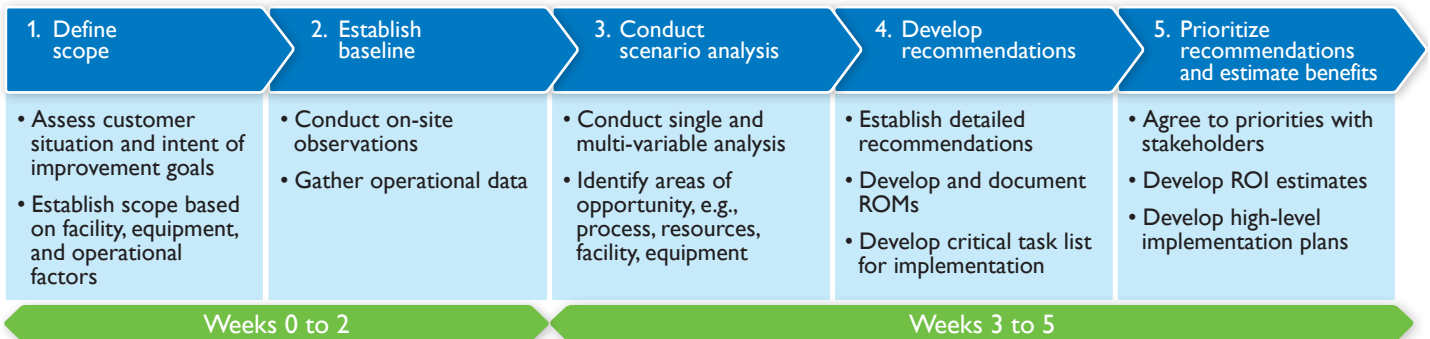 1. Define
scope
2. Establish
baseline
3. Conduct
scenario analysis
4. Develop
recommendations
5. Prioritize
recommendations
and estimate benefits
• Assess customer
situation and intent of
improvement goals
• Establish scope based
on facility, equipment,
and operational
factors
• Conduct on-site
observations
• Gather operational data
• Conduct single and
multi-variable analysis
• Identify areas of
opportunity, e.g.,
process, resources,
facility, equipment
• Establish detailed
recommendations
• Develop and document
ROMs
• Develop critical task list
for implementation
• Agree to priorities with
stakeholders
• Develop ROI estimates
• Develop high-level
implementation plans
Weeks 0 to 2
Weeks 3 to 5